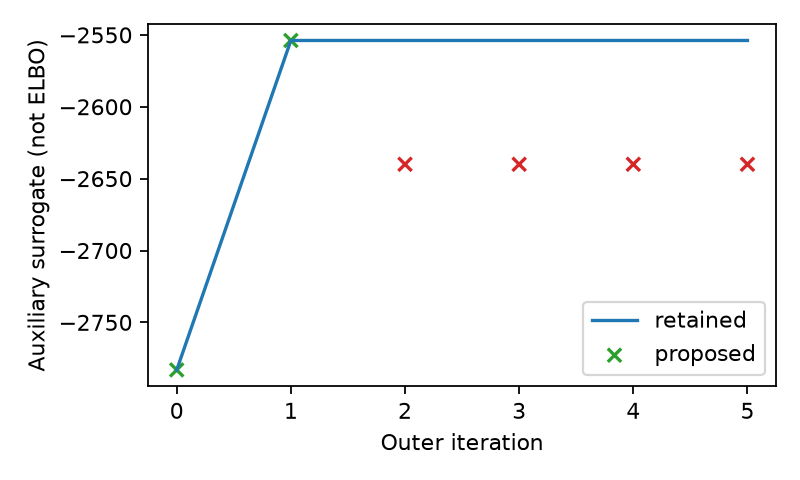 Auxiliary surrogate (not ELBO)
−2550
−2600
−2650
−2700
−2750
retained
proposed
0 1 2 3 4 5
Outer iteration